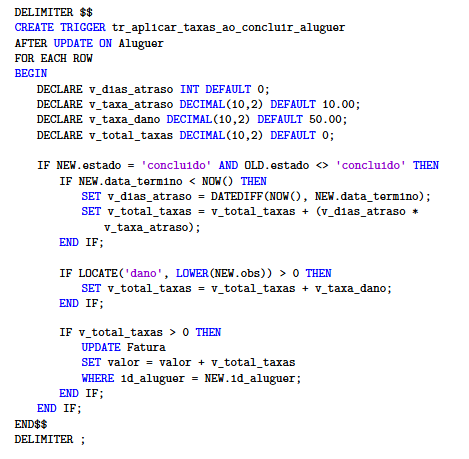 DELIMITER $$
CREATE TRIGGER tr_aplicar_taxas_ao_concluir_aluguer
AFTER UPDATE ON Aluguer
FOR EACH ROW
BEGIN
DECLARE v_dias_atraso INT DEFAULT 0;
DECLARE v_taxa_atraso DECIMAL(10,2) DEFAULT 10.00;
DECLARE v_taxa_dano DECIMAL(10,2) DEFAULT 50.00;
DECLARE v_total_taxas DECIMAL(10,2) DEFAULT 0;
IF NEW.estado = 'concluido' AND OLD.estado <> 'concluido' THEN
IF NEW.data_termino < NOW() THEN
SET v_dias_atraso = DATEDIFF(NOW(), NEW.data_termino);
SET v_total_taxas = v_total_taxas + (v_dias_atraso *
v_taxa_atraso);
END IF;
IF LOCATE('dano', LOWER(NEW.obs)) > 0 THEN
SET v_total_taxas = v_total_taxas + v_taxa_dano;
END IF;
IF v_total_taxas > 0 THEN
UPDATE Fatura
SET valor = valor + v_total_taxas
WHERE id_aluguer = NEW.id_aluguer;
END IF;
END IF;
END$$
DELIMITER ;